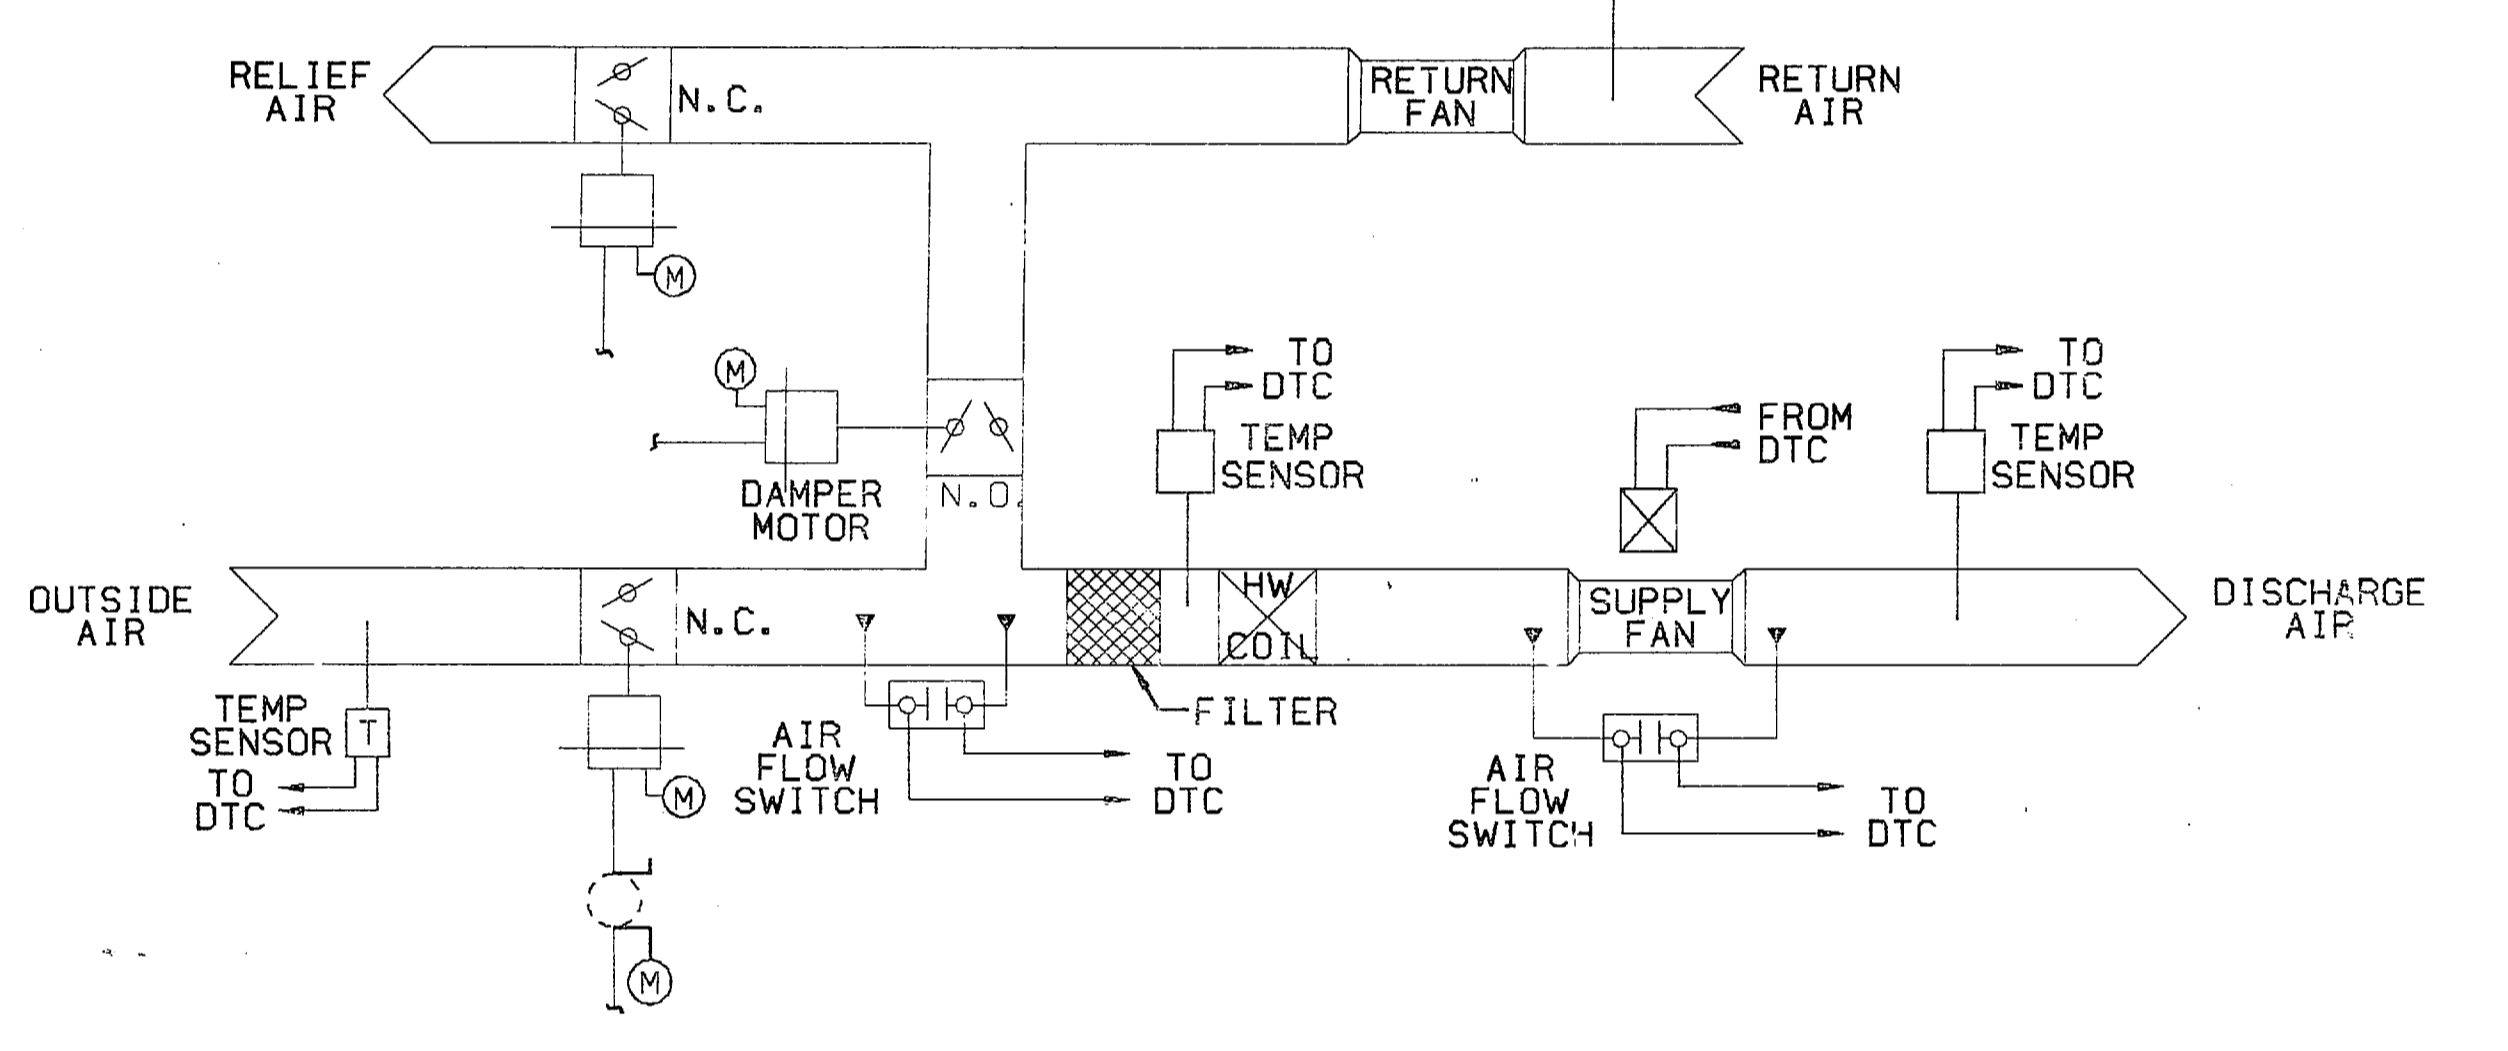 RELIEF
AIR
N.C.
RETURN
FAN
RETURN
AIR
M
M
DAMPER
MOTOR
N.O.
TO
DTC
TEMP
SENSOR
FROM
DTC
TO
DTC
TEMP
SENSOR
OUTSIDE
AIR
N.C.
HW
COIL
SUPPLY
FAN
DISCHARGE
AIR
TEMP
SENSOR
T
TO
DTC
M
AIR
FLOW
SWITCH
TO
DTC
FILTER
AIR
FLOW
SWITCH
TO
DTC
M